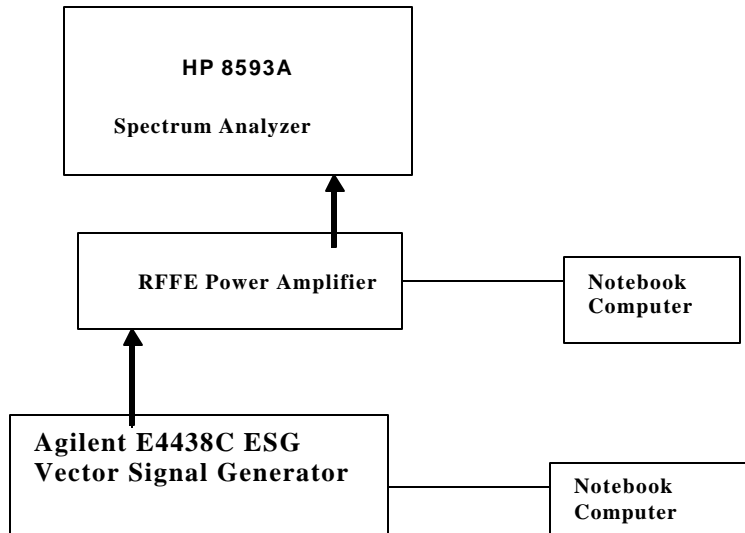 HP 8593A
Spectrum Analyzer
RFFE Power Amplifier
Notebook
Computer
Agilent E4438C ESG
Vector Signal Generator
Notebook
Computer